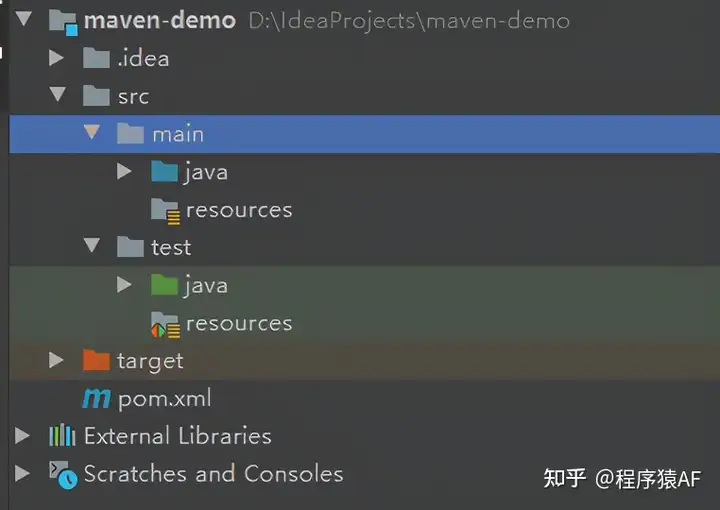 maven-demo D:\IdeaProjects\maven-demo
.idea
src
main
java
resources
test
java
resources
target
pom.xml
External Libraries
Scratches and Consoles
知乎 @程序猿AF